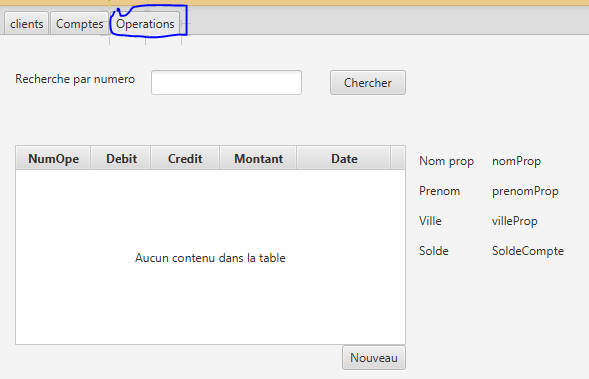 clients Comptes Operations
Recherche par numero Chercher
NumOpe Debit Credit Montant Date
Nom prop nomProp
Prenom prenomProp
Ville villeProp
Aucun contenu dans la table
Solde SoldeCompte
Nouveau